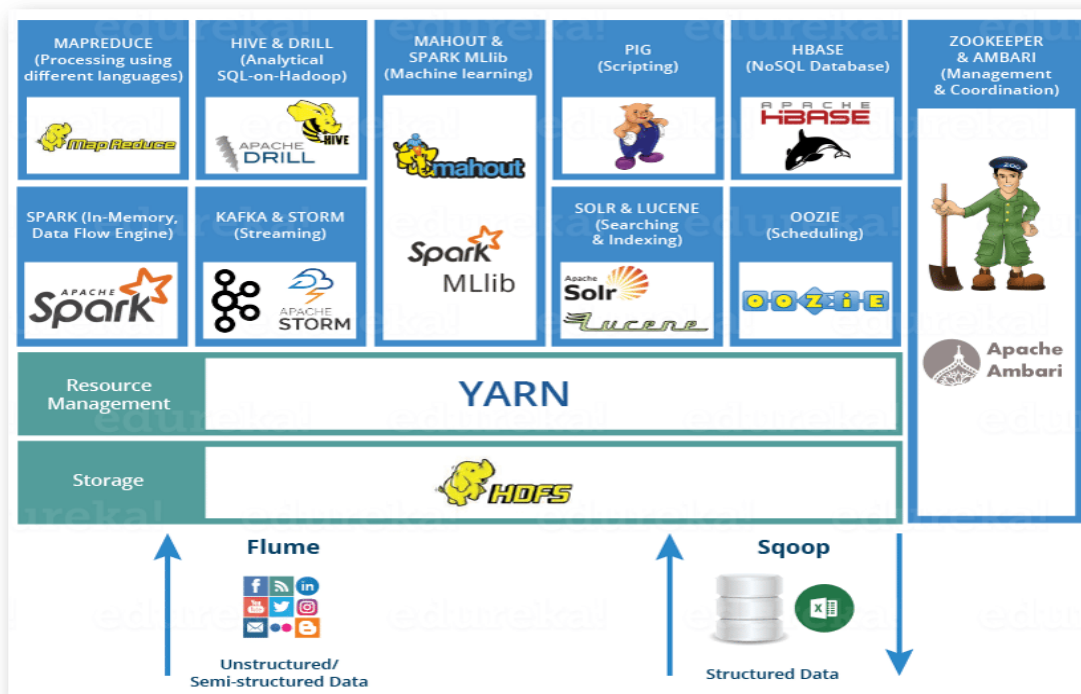 MAPREDUCE
(Processing using
different languages)
Map Reduce
HIVE & DRILL
(Analytical
SQL-on-Hadoop)
HIVE
APACHE
DRILL
MAHOUT &
SPARK MLlib
(Machine learning)
mahout
Spark
MLlib
PIG
(Scripting)
HBASE
(NoSQL Database)
APACHE
HBASE
ZOOKEEPER
& AMBARI
(Management
& Coordination)
ZOO
Apache
Ambari
SPARK (In-Memory,
Data Flow Engine)
APACHE
Spark
KAFKA & STORM
(Streaming)
APACHE
STORM
SOLR & LUCENE
(Searching
& Indexing)
Apache
Solr
Lucene
OOZIE
(Scheduling)
OOZIE
Resource
Management
YARN
Storage
HDFS
Flume
Unstructured/
Semi-structured Data
Sqoop
Structured Data
edureka!